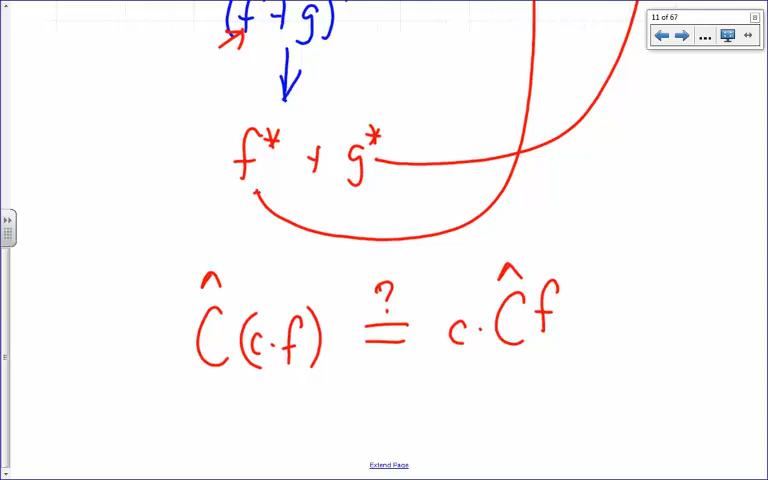 11 of 67
(f + g)
f* + g*
Ĉ(c.f) ≟ c.Ĉf
Extend Page